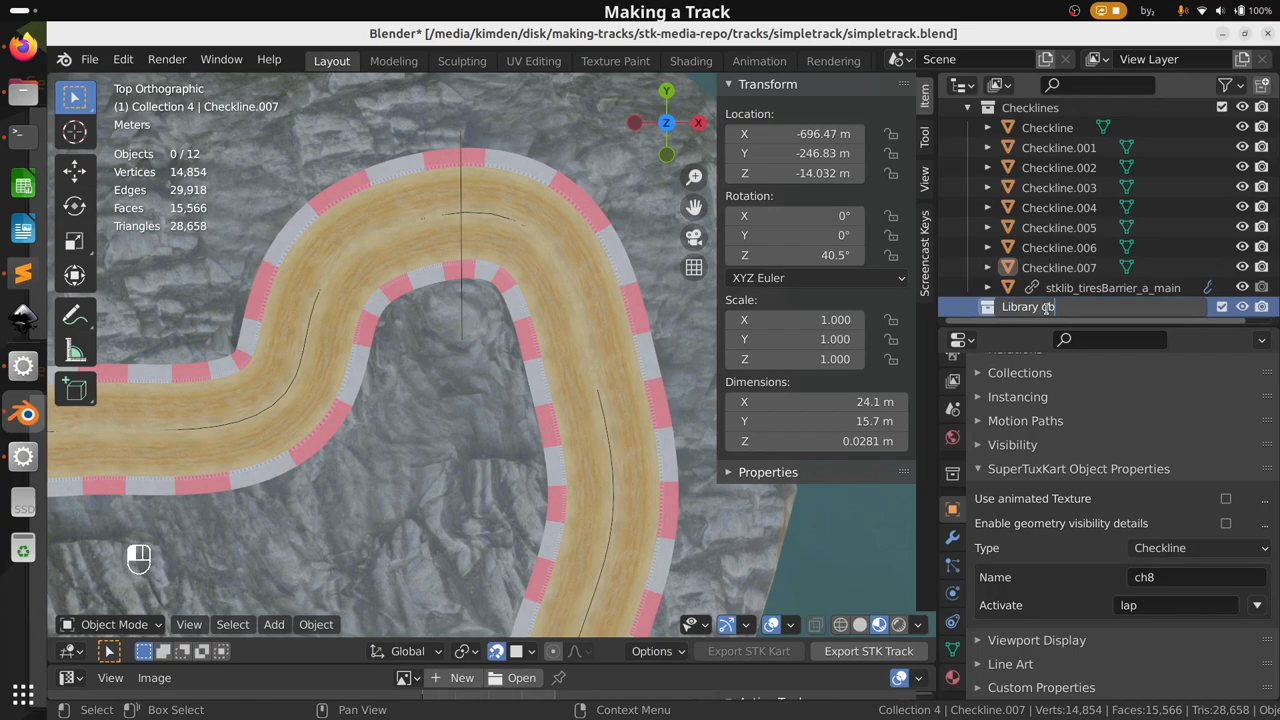 Making a Track
by₂
100%
Blender* [/media/kimden/disk/making-tracks/stk-media-repo/tracks/simpletrack/simpletrack.blend]
File Edit Render Window Help
Layout Modeling Sculpting UV Editing Texture Paint Shading Animation Rendering
Scene
View Layer
Top Orthographic
(1) Collection 4 | Checkline.007
Meters
Objects 0 / 12
Vertices 14,854
Edges 29,918
Faces 15,566
Triangles 28,658
Y
Z
X
Transform
Location:
X -696.47 m
Y -246.83 m
Z -14.032 m
Rotation:
X 0°
Y 0°
Z 40.5°
XYZ Euler
Scale:
X 1.000
Y 1.000
Z 1.000
Dimensions:
X 24.1 m
Y 15.7 m
Z 0.0281 m
Properties
Item
Tool
View
Screencast Keys
Checklines
Checkline
Checkline.001
Checkline.002
Checkline.003
Checkline.004
Checkline.005
Checkline.006
Checkline.007
stklib_tiresBarrier_a_main
Library
Collections
Instancing
Motion Paths
Visibility
SuperTuxKart Object Properties
Use animated Texture ...
Enable geometry visibility details ...
Type Checkline
Name ch8
Activate lap
Viewport Display
Line Art
Custom Properties
SSD
Object Mode View Select Add Object
Global
Options
Export STK Kart
Export STK Track
View Image
New
Open
Select Box Select Pan View Context Menu
Collection 4 | Checkline.007 | Verts:14,854 | Faces:15,566 | Tris:28,658 |